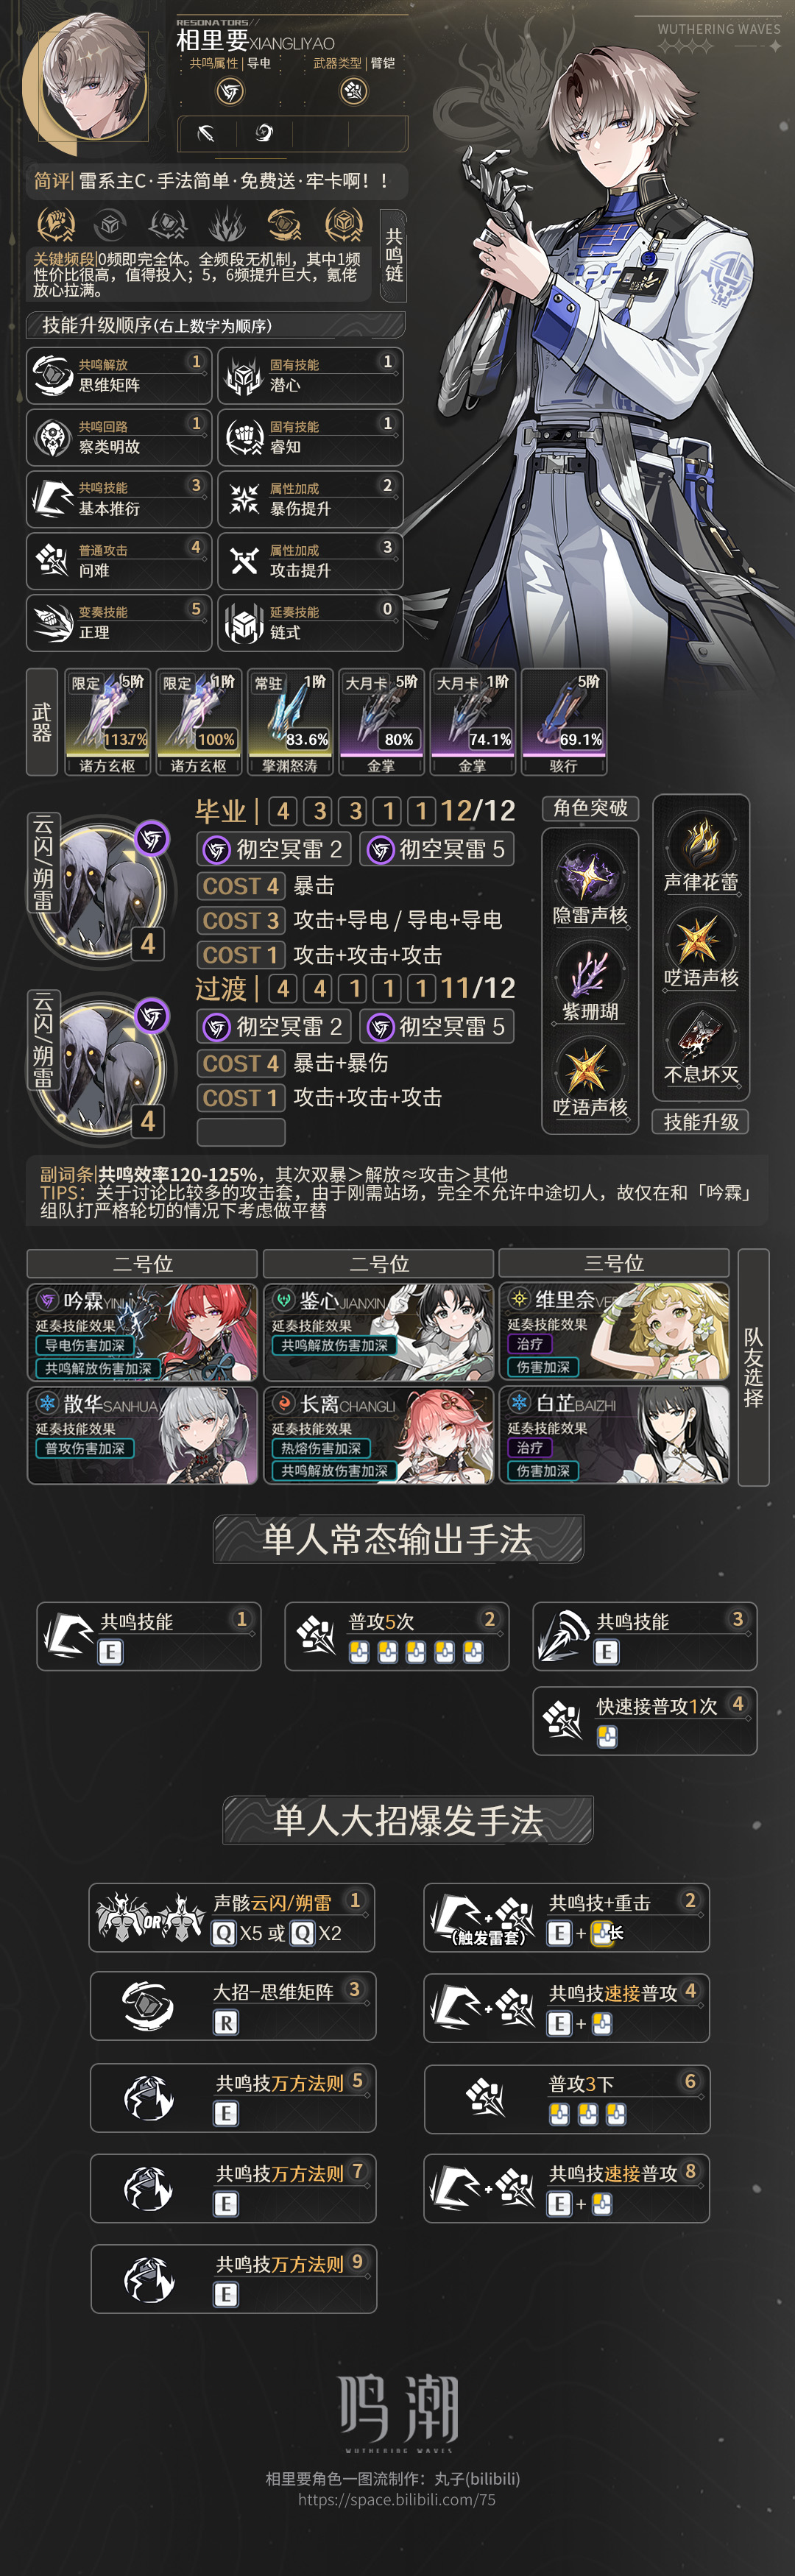 RESONATORS//
相里要XIANGLIYAO
WUTHERING WAVES
共鸣属性 | 导电
武器类型 | 臂铠
简评| 雷系主C·手法简单·免费送·牢卡啊！！
共鸣链
关键频段|0频即完全体。全频段无机制，其中1频
性价比很高，值得投入；5，6频提升巨大，氪佬
放心拉满。
技能升级顺序(右上数字为顺序)
共鸣解放 1
思维矩阵
固有技能 1
潜心
共鸣回路 1
察类明故
固有技能 1
睿知
共鸣技能 3
基本推衍
属性加成 2
暴伤提升
普通攻击 4
问难
属性加成 3
攻击提升
变奏技能 5
正理
延奏技能 0
链式
武器
限定 5阶
113.7%
诸方玄枢
限定 1阶
100%
诸方玄枢
常驻 1阶
83.6%
擎渊怒涛
大月卡 5阶
80%
金掌
大月卡 1阶
74.1%
金掌
5阶
69.1%
骇行
云闪/朔雷
4
毕业 | 4 3 3 1 1 12/12
彻空冥雷 2 彻空冥雷 5
COST 4 暴击
COST 3 攻击+导电 / 导电+导电
COST 1 攻击+攻击+攻击
云闪/朔雷
4
过渡 | 4 4 1 1 1 11/12
彻空冥雷 2 彻空冥雷 5
COST 4 暴击+暴伤
COST 1 攻击+攻击+攻击
角色突破
隐雷声核
紫珊瑚
呓语声核
声律花蕾
呓语声核
不息坏灭
技能升级
副词条|共鸣效率120-125%，其次双暴＞解放≈攻击＞其他
TIPS：关于讨论比较多的攻击套，由于刚需站场，完全不允许中途切人，故仅在和「吟霖」
组队打严格轮切的情况下考虑做平替
二号位
二号位
三号位
队友选择
吟霖YINLIN
延奏技能效果
导电伤害加深
共鸣解放伤害加深
鉴心JIANXIN
延奏技能效果
共鸣解放伤害加深
维里奈VE
延奏技能效果
治疗
伤害加深
散华SANHUA
延奏技能效果
普攻伤害加深
长离CHANGLI
延奏技能效果
热熔伤害加深
共鸣解放伤害加深
白芷BAIZHI
延奏技能效果
治疗
伤害加深
单人常态输出手法
共鸣技能 1
E
普攻5次 2
共鸣技能 3
E
快速接普攻1次 4
单人大招爆发手法
OR
声骸云闪/朔雷 1
Q X5 或 Q X2
共鸣技+重击 2
E + 长
(触发雷套)
大招-思维矩阵 3
R
共鸣技速接普攻 4
E +
共鸣技万方法则 5
E
普攻3下 6
共鸣技万方法则 7
E
共鸣技速接普攻 8
E +
共鸣技万方法则 9
E
鸣潮
WUTHERING WAVES
相里要角色一图流制作：丸子(bilibili)
https://space.bilibili.com/75